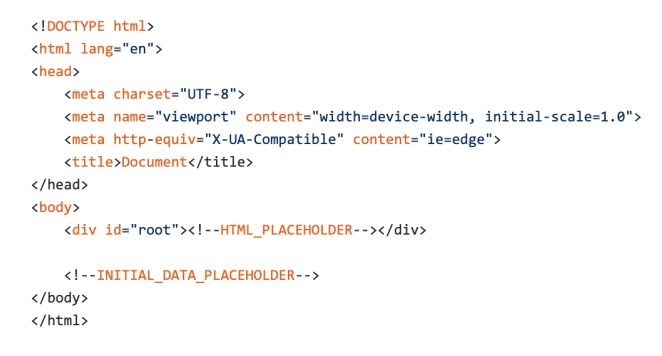 <!DOCTYPE html>
<html lang="en">
<head>
    <meta charset="UTF-8">
    <meta name="viewport" content="width=device-width, initial-scale=1.0">
    <meta http-equiv="X-UA-Compatible" content="ie=edge">
    <title>Document</title>
</head>
<body>
    <div id="root"><!--HTML_PLACEHOLDER--></div>

    <!--INITIAL_DATA_PLACEHOLDER-->
</body>
</html>